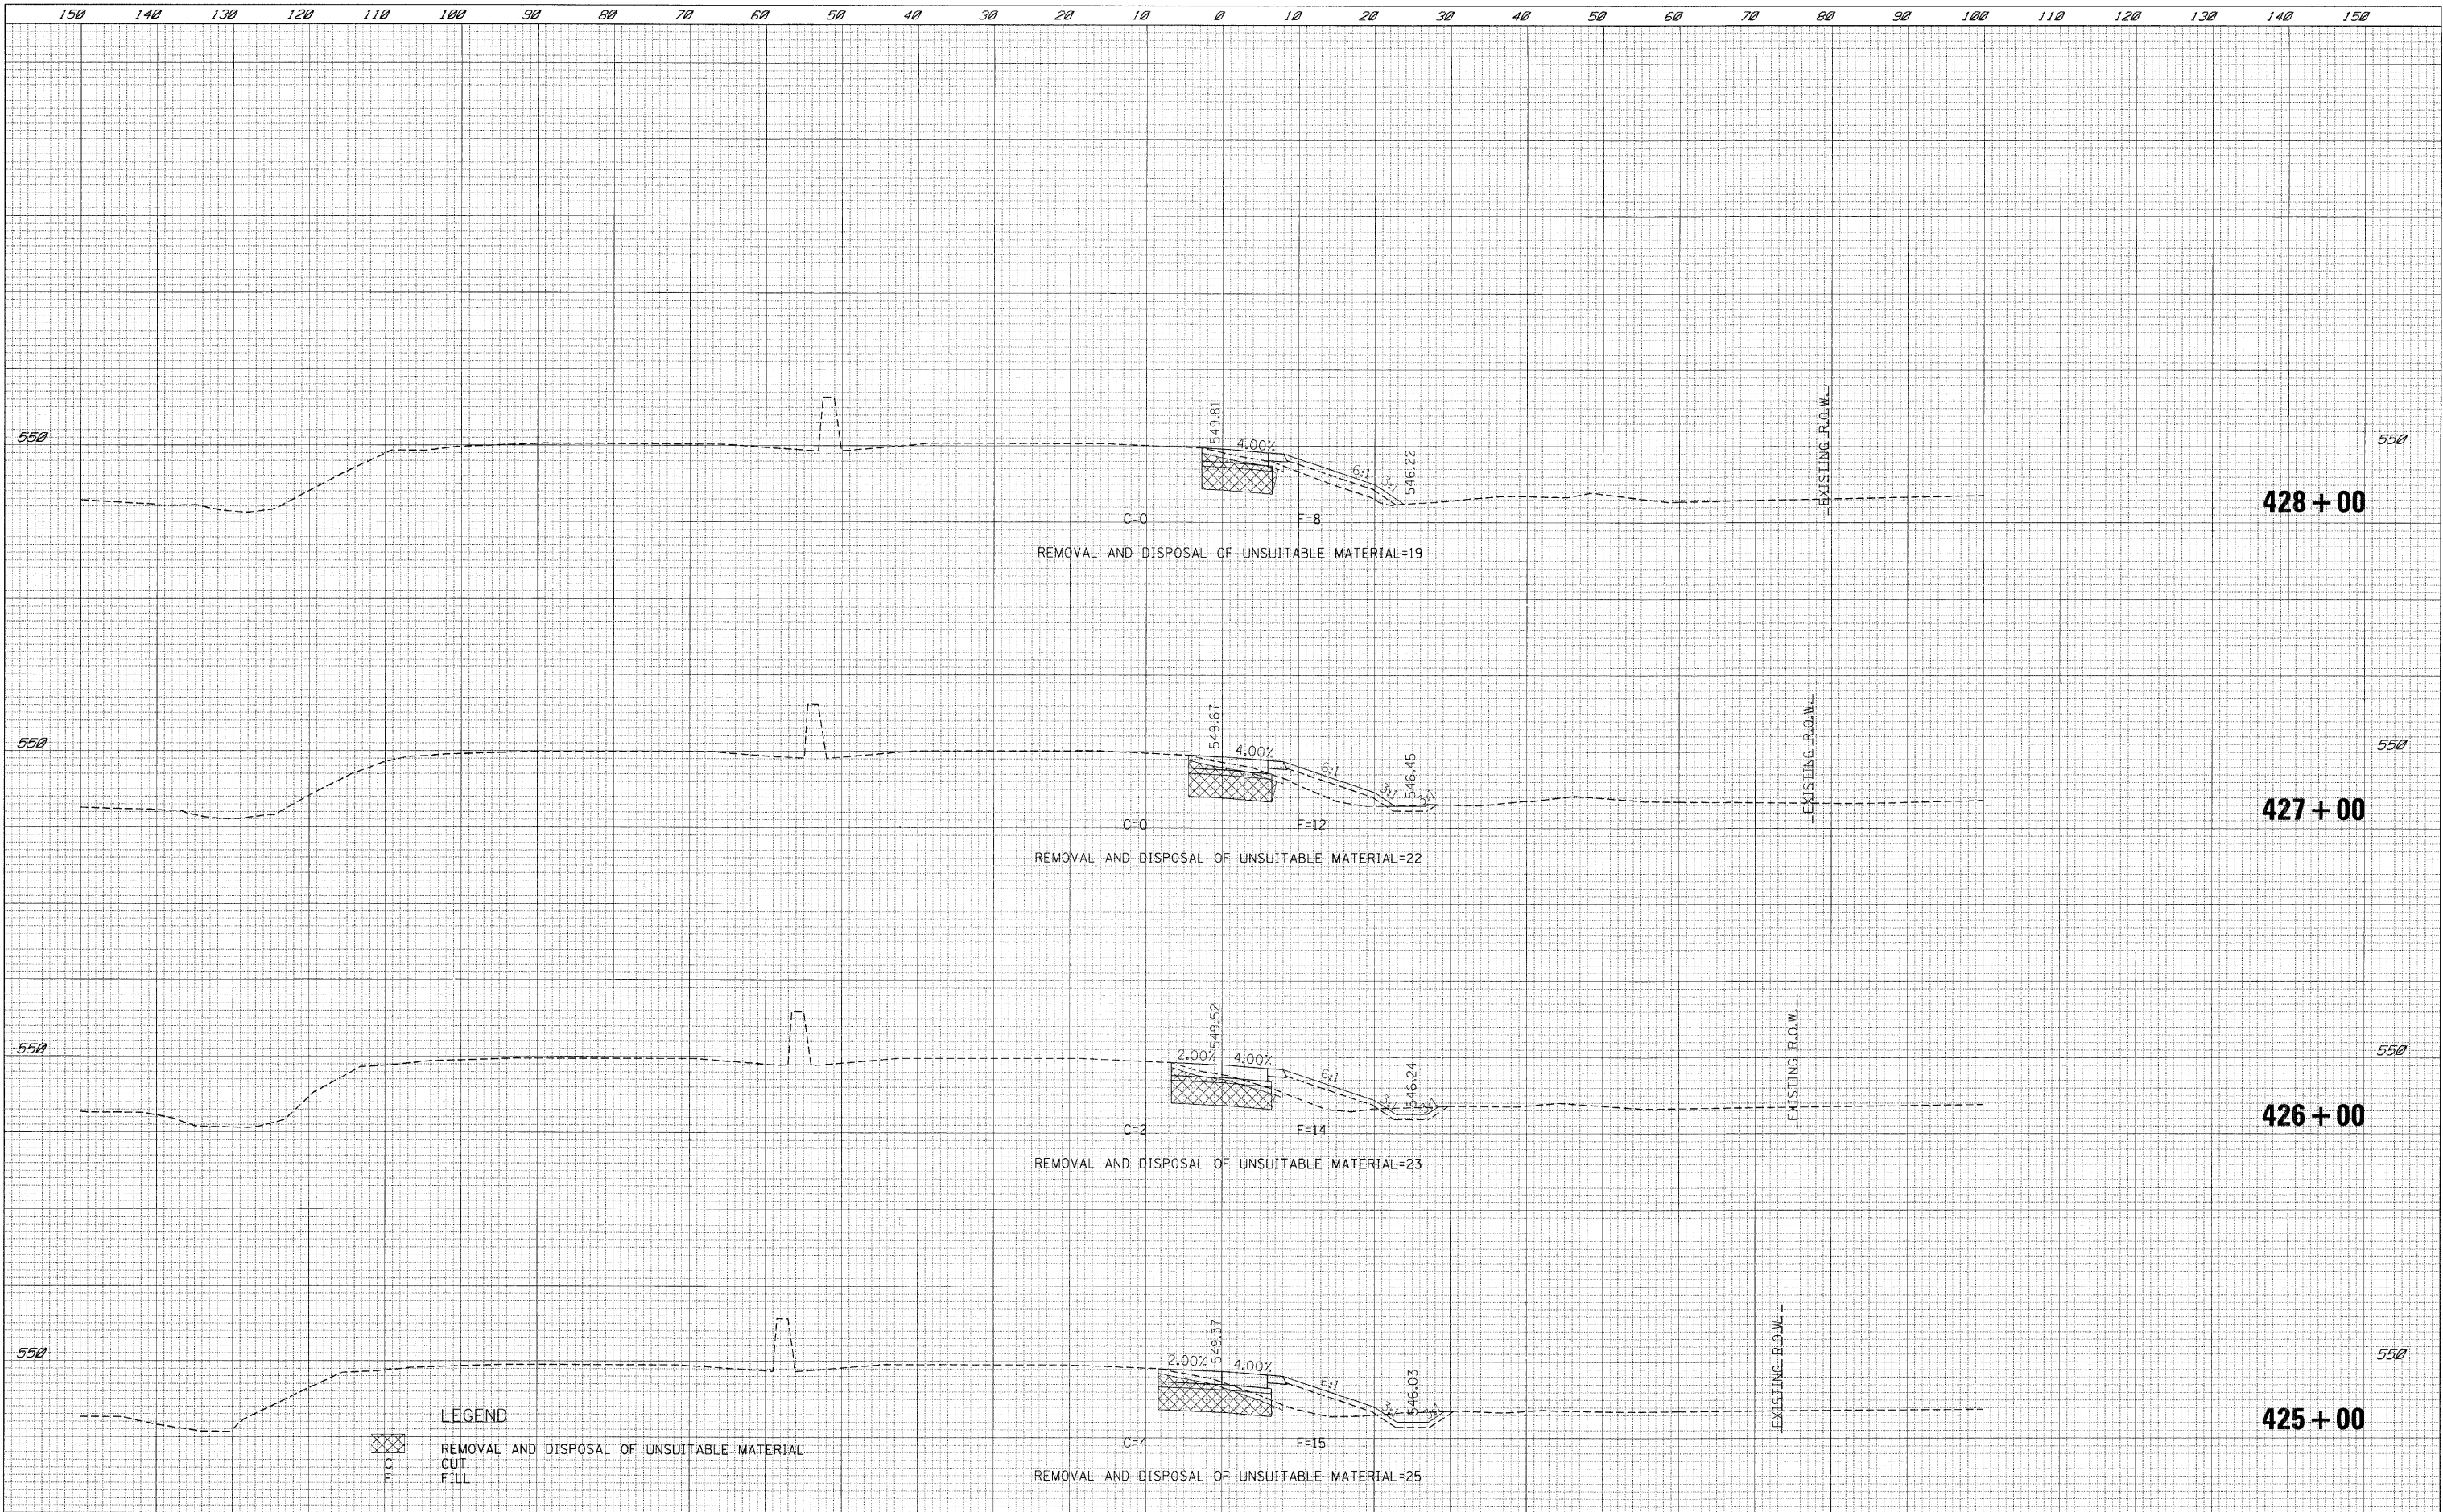 150 140 130 120 110 100 90 80 70 60 50 40 30 20 10 0 10 20 30 40 50 60 70 80 90 100 110 120 130 140 150
549.81
EXISTING R.O.W.
550 4.00% 550
6:1 3:1 546.22
428+00
C=0 F=8
REMOVAL AND DISPOSAL OF UNSUITABLE MATERIAL=19
549.67
EXISTING R.O.W.
550 4.00% 550
6:1 3:1 546.45 3:1
427+00
C=0 F=12
REMOVAL AND DISPOSAL OF UNSUITABLE MATERIAL=22
549.52
EXISTING R.O.W.
550 2.00% 4.00% 550
6:1 3:1 546.24 3:1
426+00
C=2 F=14
REMOVAL AND DISPOSAL OF UNSUITABLE MATERIAL=23
549.37
EXISTING R.O.W.
550 2.00% 4.00% 550
6:1 3:1 546.03 3:1
425+00
C=4 F=15
REMOVAL AND DISPOSAL OF UNSUITABLE MATERIAL=25
LEGEND
REMOVAL AND DISPOSAL OF UNSUITABLE MATERIAL
C CUT
F FILL